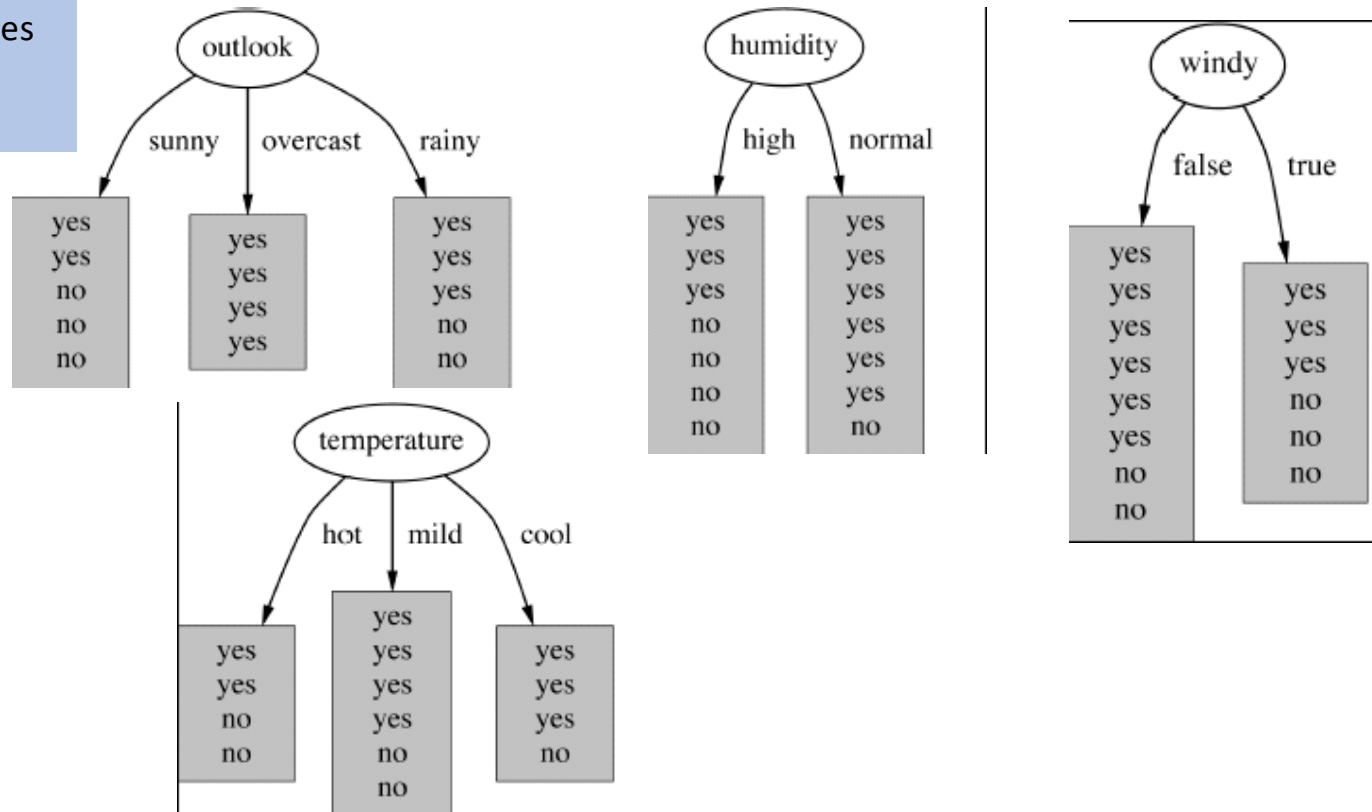 es
outlook
sunny
overcast
rainy
yes
yes
no
no
no
yes
yes
yes
yes
yes
yes
yes
no
no
humidity
high
normal
yes
yes
yes
no
no
no
no
yes
yes
yes
yes
yes
yes
no
windy
false
true
yes
yes
yes
yes
yes
yes
no
no
yes
yes
yes
no
no
no
temperature
hot
mild
cool
yes
yes
no
no
yes
yes
yes
yes
no
no
yes
yes
yes
no